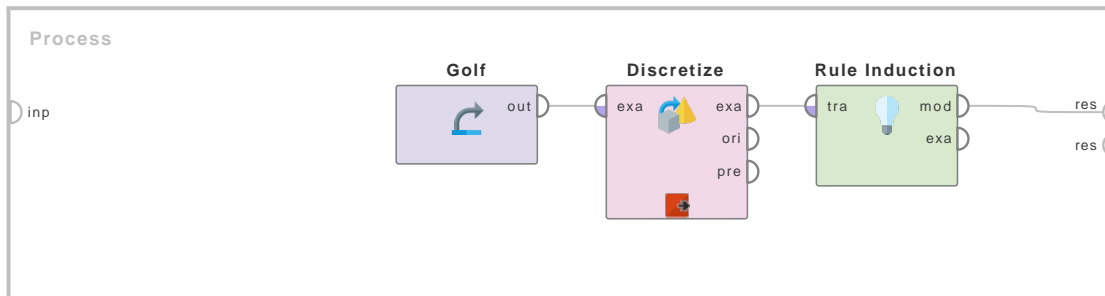 Process
Golf Discretize Rule Induction
inp out exa exa tra mod res
ori exa res
pre